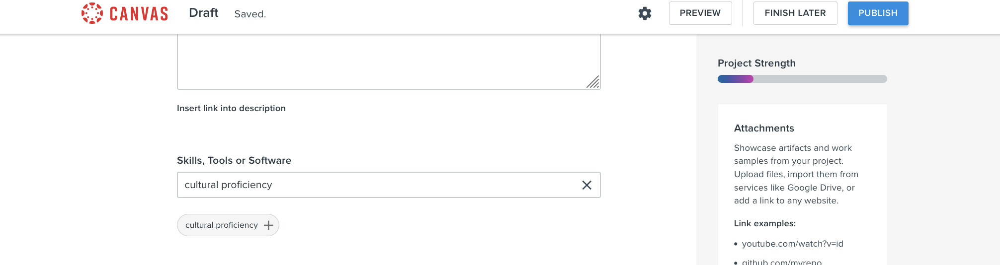 CANVAS Draft Saved. PREVIEW FINISH LATER PUBLISH
Insert link into description
Skills, Tools or Software
cultural proficiency
cultural proficiency
Project Strength
Attachments
Showcase artifacts and work
samples from your project.
Upload files, import them from
services like Google Drive, or
add a link to any website.
Link examples:
• youtube.com/watch?v=id
• github.com/myrepo